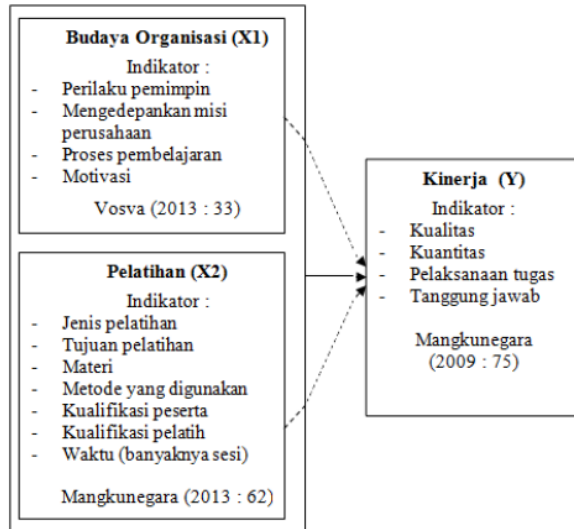 Budaya Organisasi (X1)
Indikator :
- Perilaku pemimpin
- Mengedepankan misi
perusahaan
- Proses pembelajaran
- Motivasi
Vosva (2013 : 33)
Pelatihan (X2)
Indikator :
- Jenis pelatihan
- Tujuan pelatihan
- Materi
- Metode yang digunakan
- Kualifikasi peserta
- Kualifikasi pelatih
- Waktu (banyaknya sesi)
Mangkunegara (2013 : 62)
Kinerja (Y)
Indikator :
- Kualitas
- Kuantitas
- Pelaksanaan tugas
- Tanggung jawab
Mangkunegara
(2009 : 75)